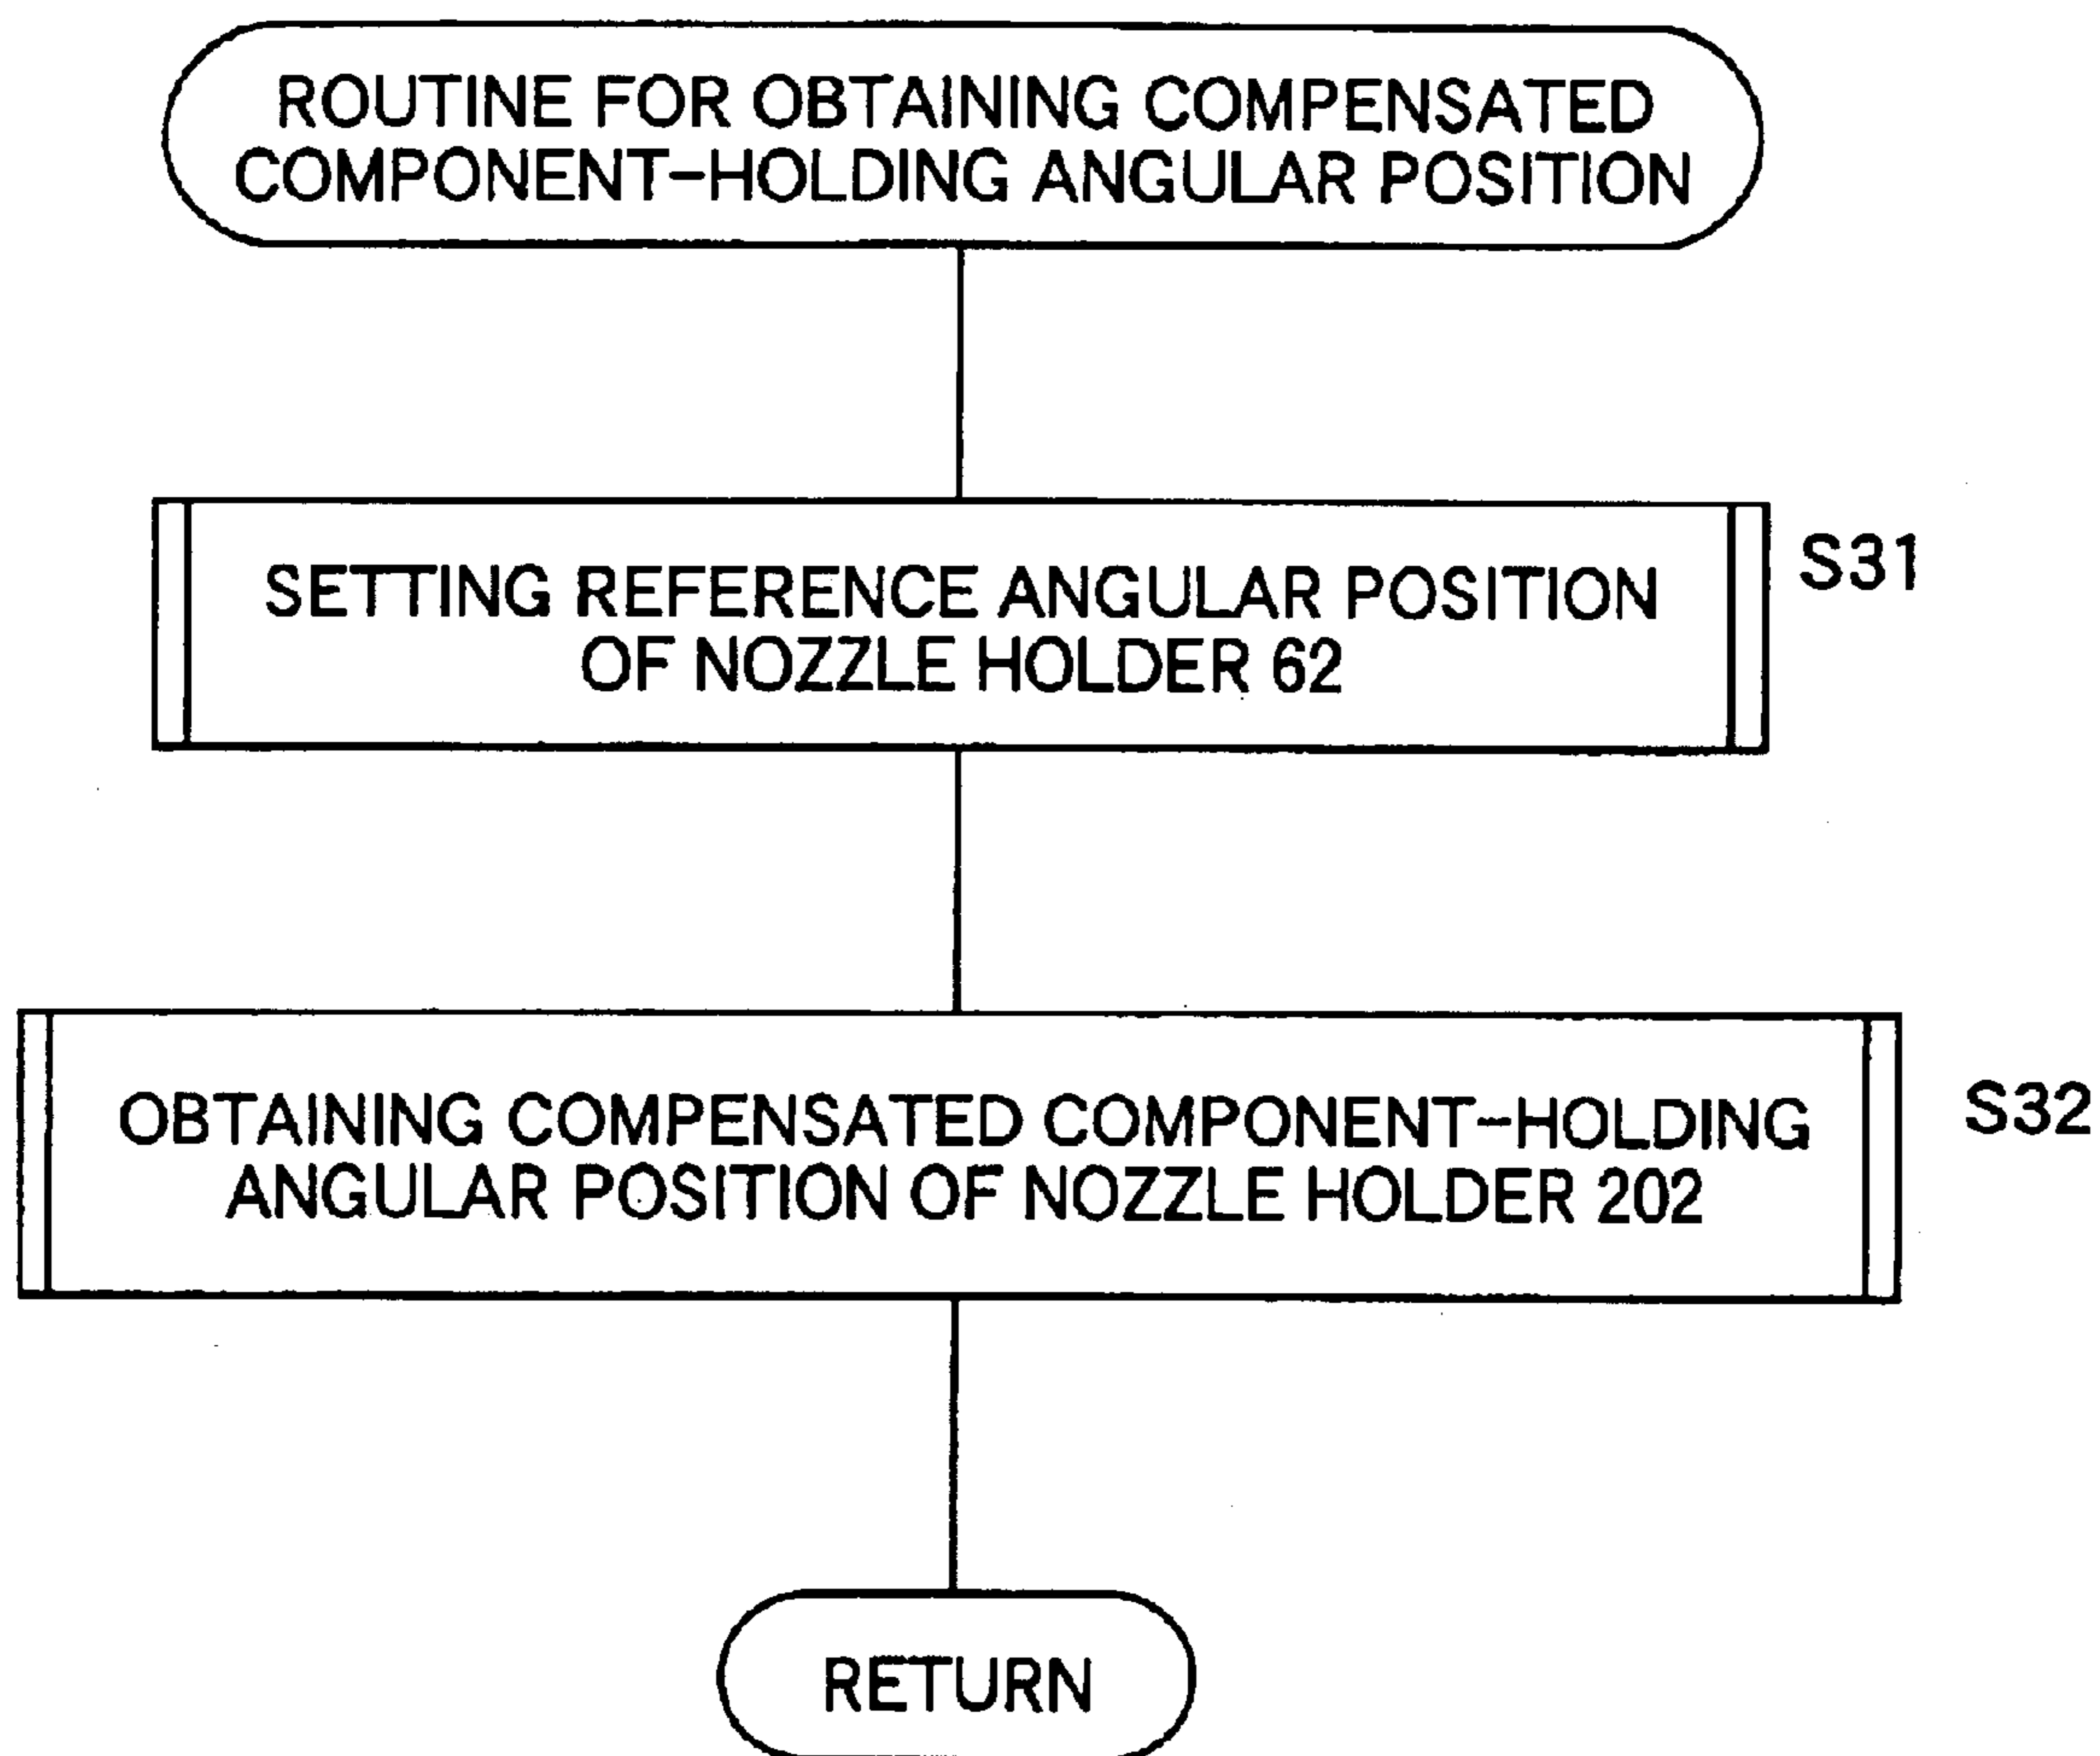 ROUTINE FOR OBTAINING COMPENSATED
COMPONENT-HOLDING ANGULAR POSITION
SETTING REFERENCE ANGULAR POSITION
OF NOZZLE HOLDER 62
S31
OBTAINING COMPENSATED COMPONENT-HOLDING
ANGULAR POSITION OF NOZZLE HOLDER 202
S32
RETURN